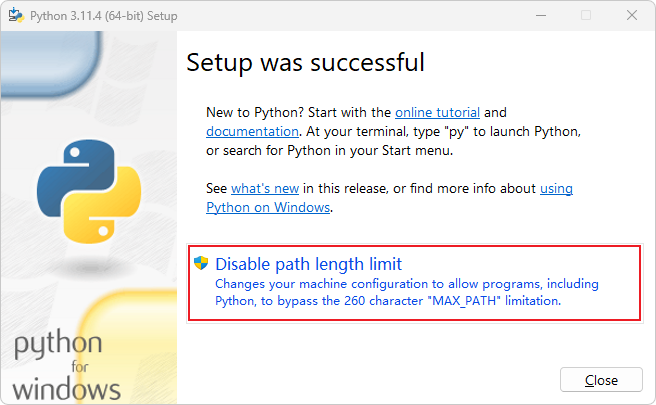 Python 3.11.4 (64-bit) Setup
Setup was successful
New to Python? Start with the online tutorial and
documentation. At your terminal, type "py" to launch Python,
or search for Python in your Start menu.
See what's new in this release, or find more info about using
Python on Windows.
Disable path length limit
Changes your machine configuration to allow programs, including
Python, to bypass the 260 character "MAX_PATH" limitation.
python
for
windows
Close